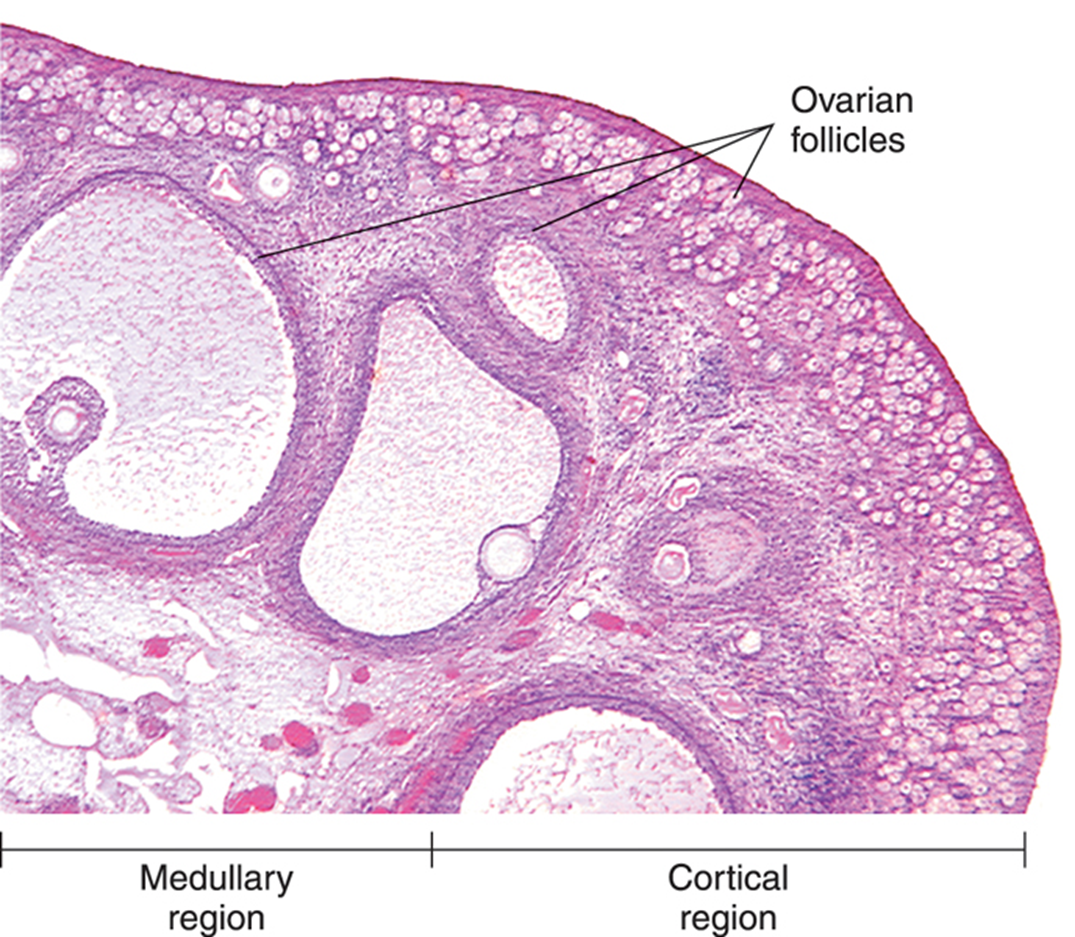 Ovarian
follicles
Medullary
region
Cortical
region